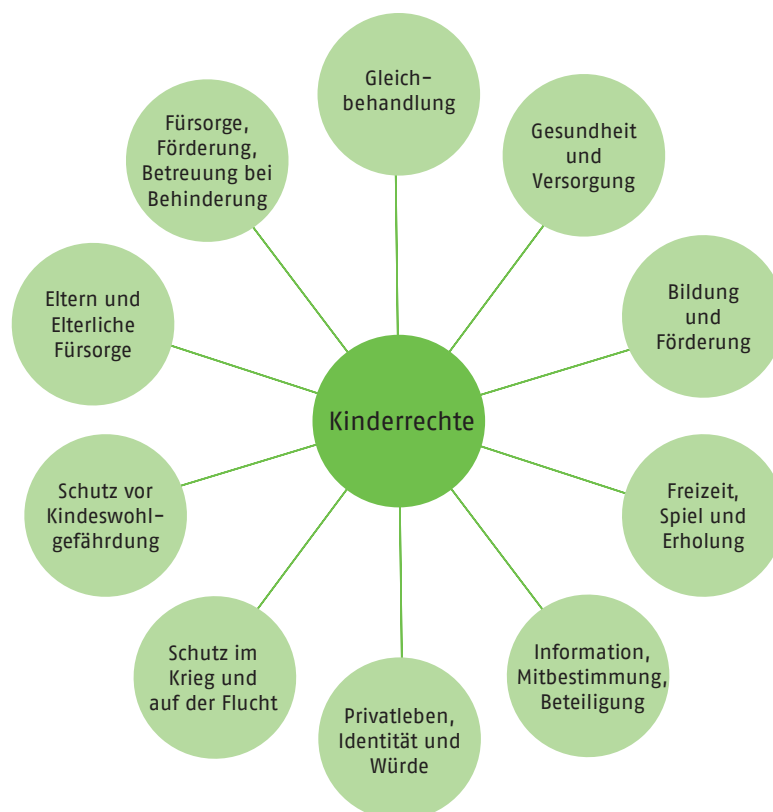 Gleich-
behandlung
Gesundheit
und
Versorgung
Bildung
und
Förderung
Freizeit,
Spiel und
Erholung
Information,
Mitbestimmung,
Beteiligung
Privatleben,
Identität und
Würde
Schutz im
Krieg und
auf der Flucht
Schutz vor
Kindeswohl-
gefährdung
Eltern und
Elterliche
Fürsorge
Fürsorge,
Förderung,
Betreuung bei
Behinderung
Kinderrechte